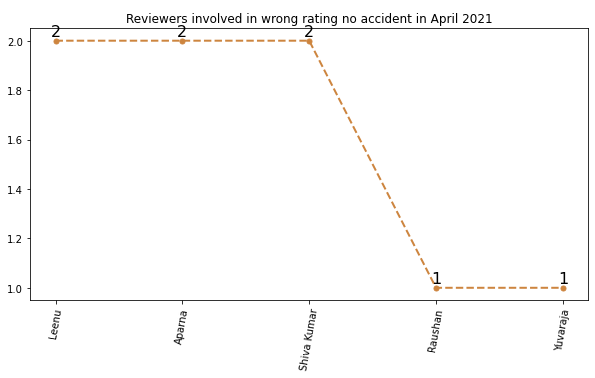 Reviewers involved in wrong rating no accident in April 2021
2 2 2
2.0
1.8
1.6
1.4
1.2
1 1
1.0
Leenu Aparna Shiva Kumar Raushan Yuvaraja